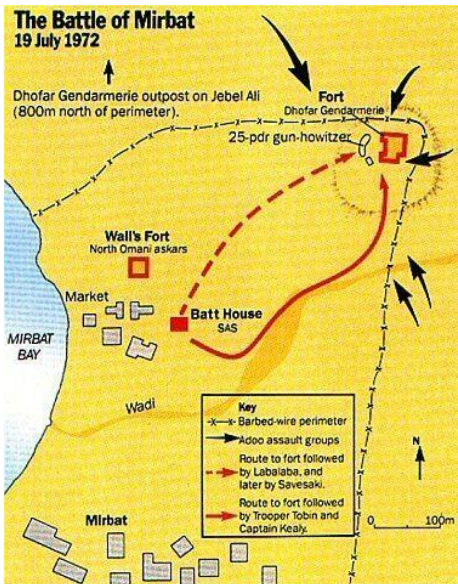 The Battle of Mirbat
19 July 1972
Dhofar Gendarmerie outpost on Jebel Ali
(800m north of perimeter).
Fort
Dhofar Gendarmerie
25-pdr gun-howitzer
Wall's Fort
North Omani askars
Market
Batt House
SAS
MIRBAT
BAY
Wadi
Key
Barbed-wire perimeter
Adoo assault groups
Route to fort followed
by Labalaba, and
later by Savesaki.
Route to fort followed
by Trooper Tobin and
Captain Kealy.
N
0 100m
Mirbat